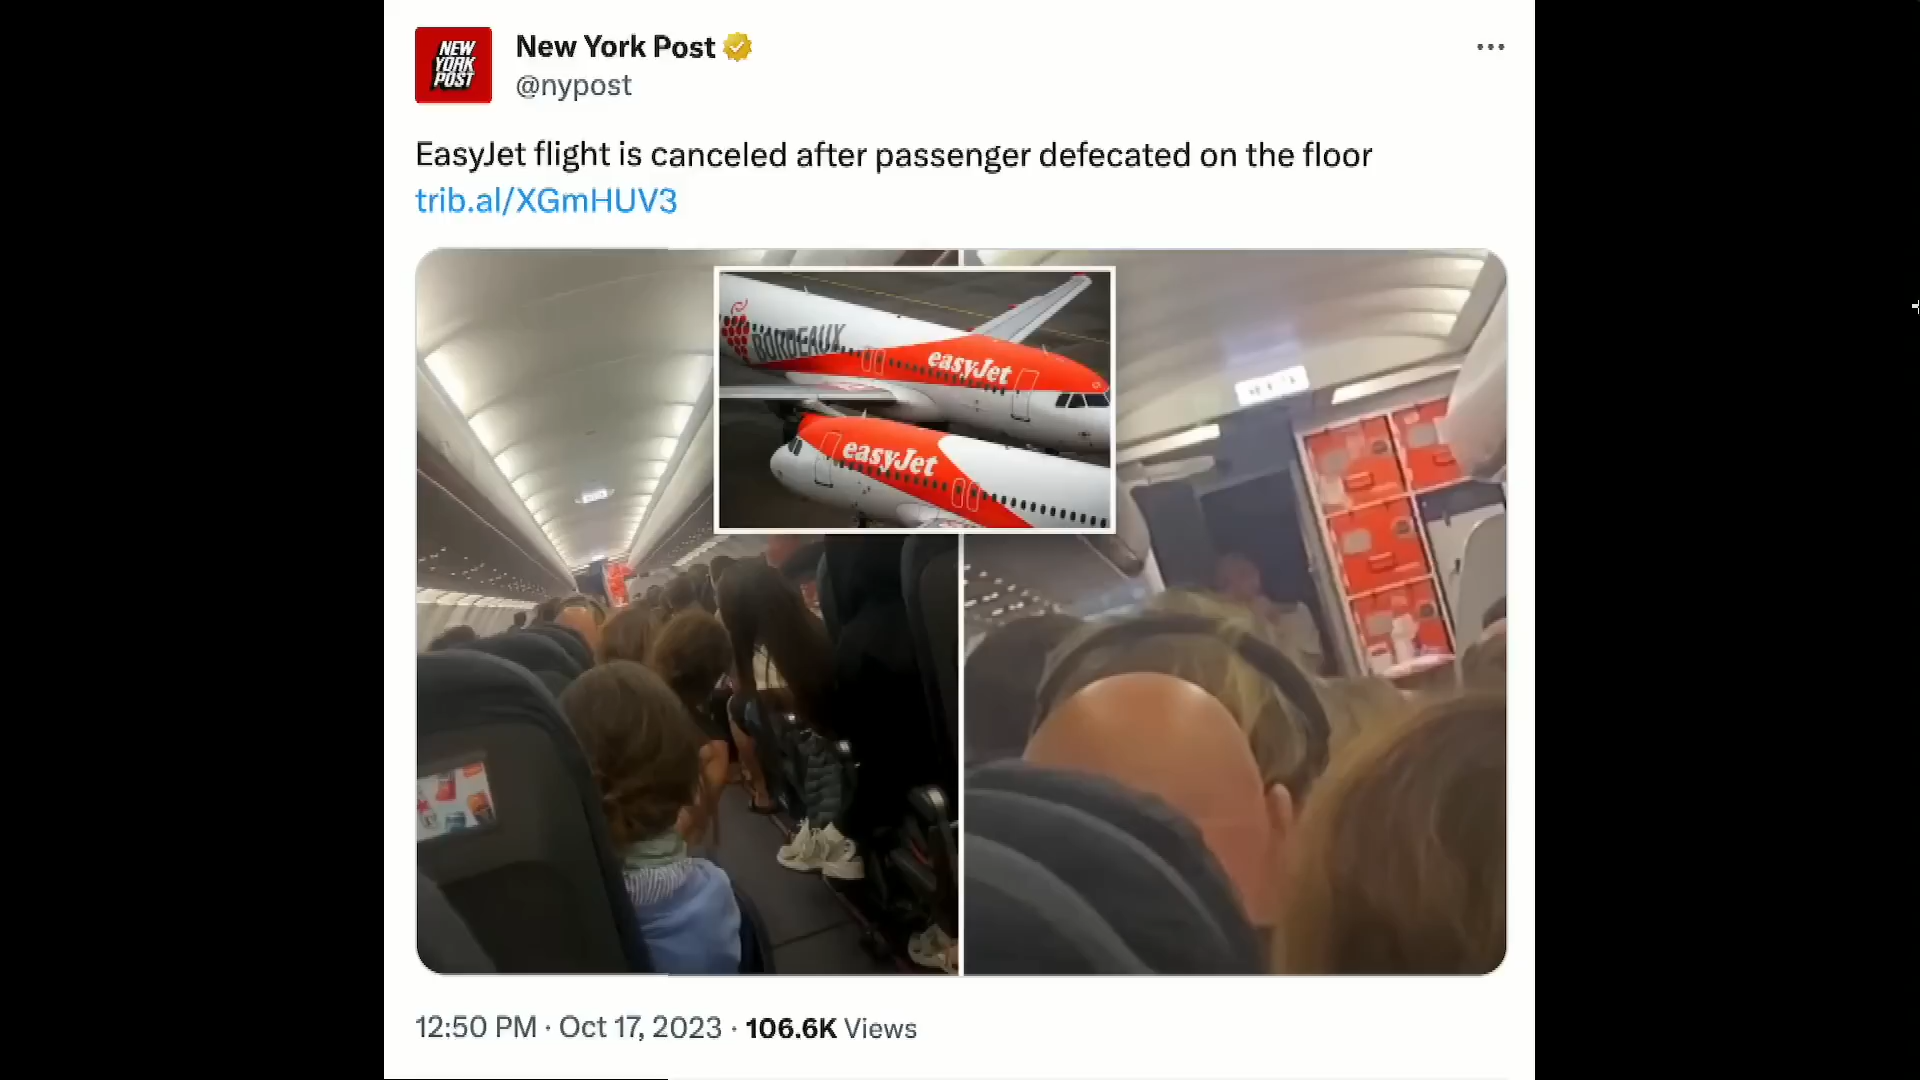 NEW
YORK
POST
New York Post
@nypost
EasyJet flight is canceled after passenger defecated on the floor
trib.al/XGmHUV3
BORDEAUX
easyJet
easyJet
12:50 PM · Oct 17, 2023 · 106.6K Views